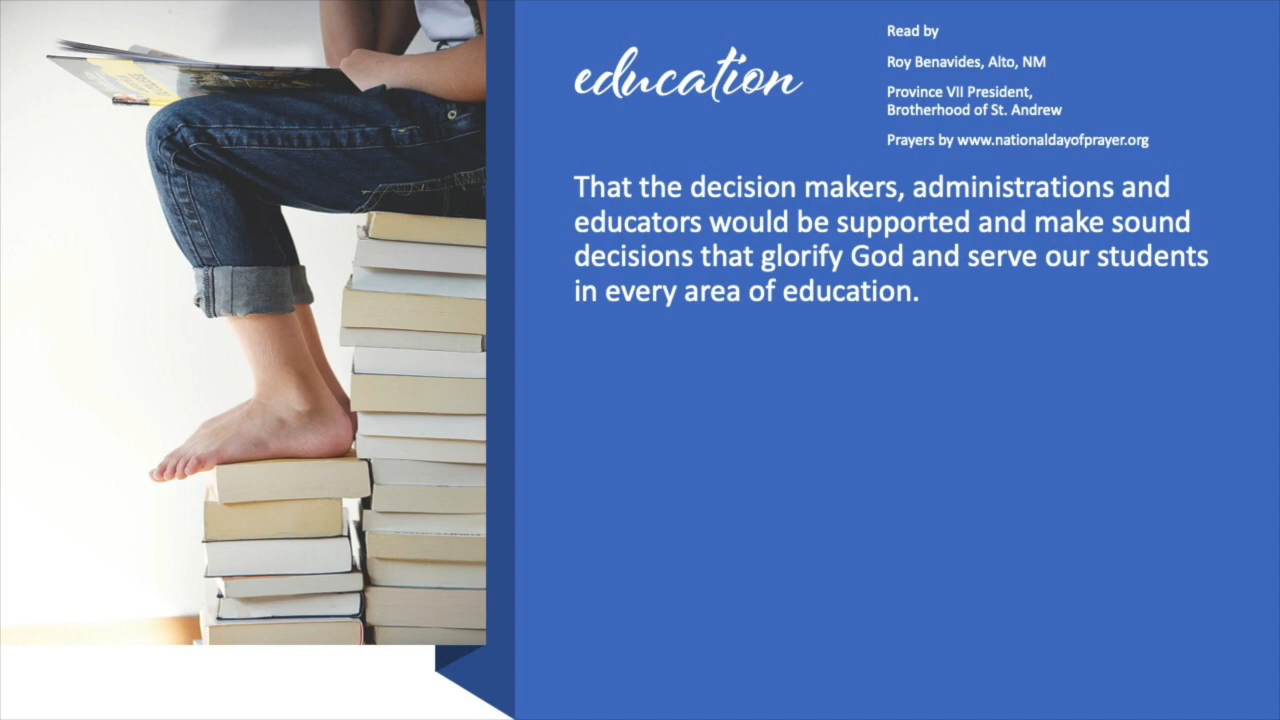 education
Read by
Roy Benavides, Alto, NM
Province VII President,
Brotherhood of St. Andrew
Prayers by www.nationaldayofprayer.org
That the decision makers, administrations and
educators would be supported and make sound
decisions that glorify God and serve our students
in every area of education.